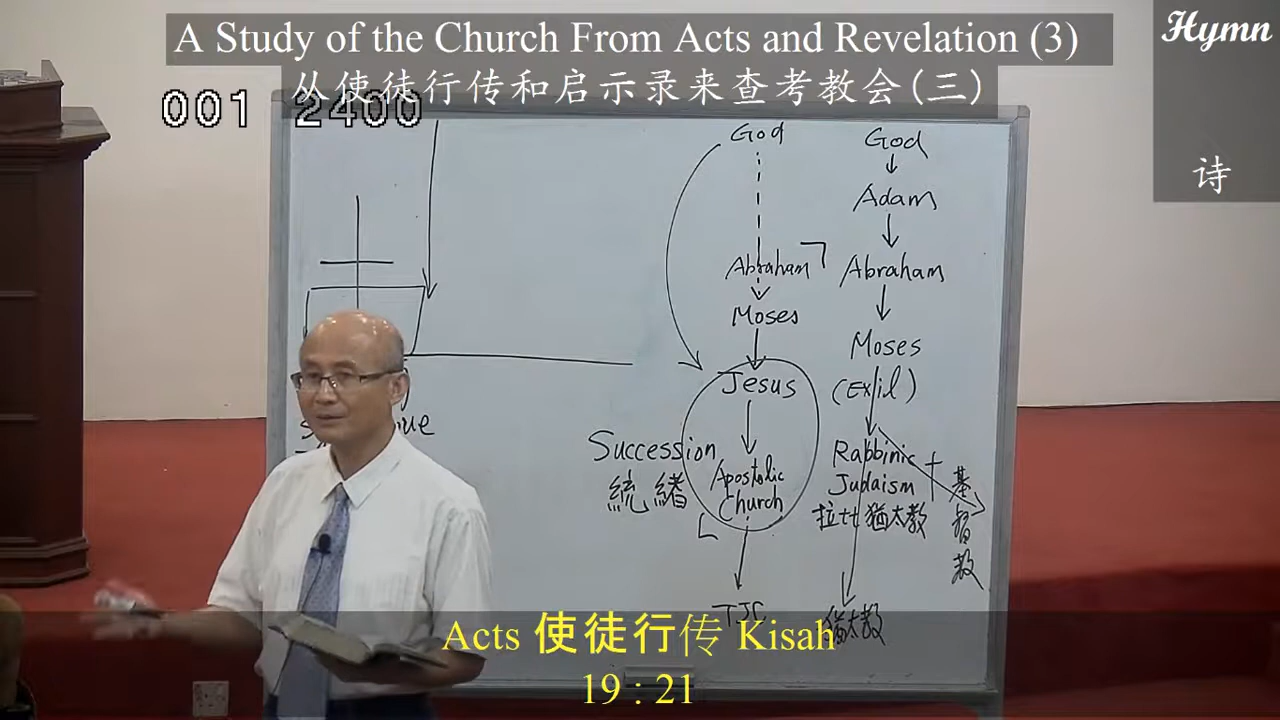 A Study of the Church From Acts and Revelation (3)
从使徒行传和启示录来查考教会(三)
001 2400
Hymn
诗
God
Abraham
Moses
Jesus
Succession
統緒
Apostolic
Church
TJC
God
Adam
Abraham
Moses
(Exil)
Rabbinic
Judaism
拉比猶太教
基督教
猶太教
Acts 使徒行传 Kisah
19 : 21